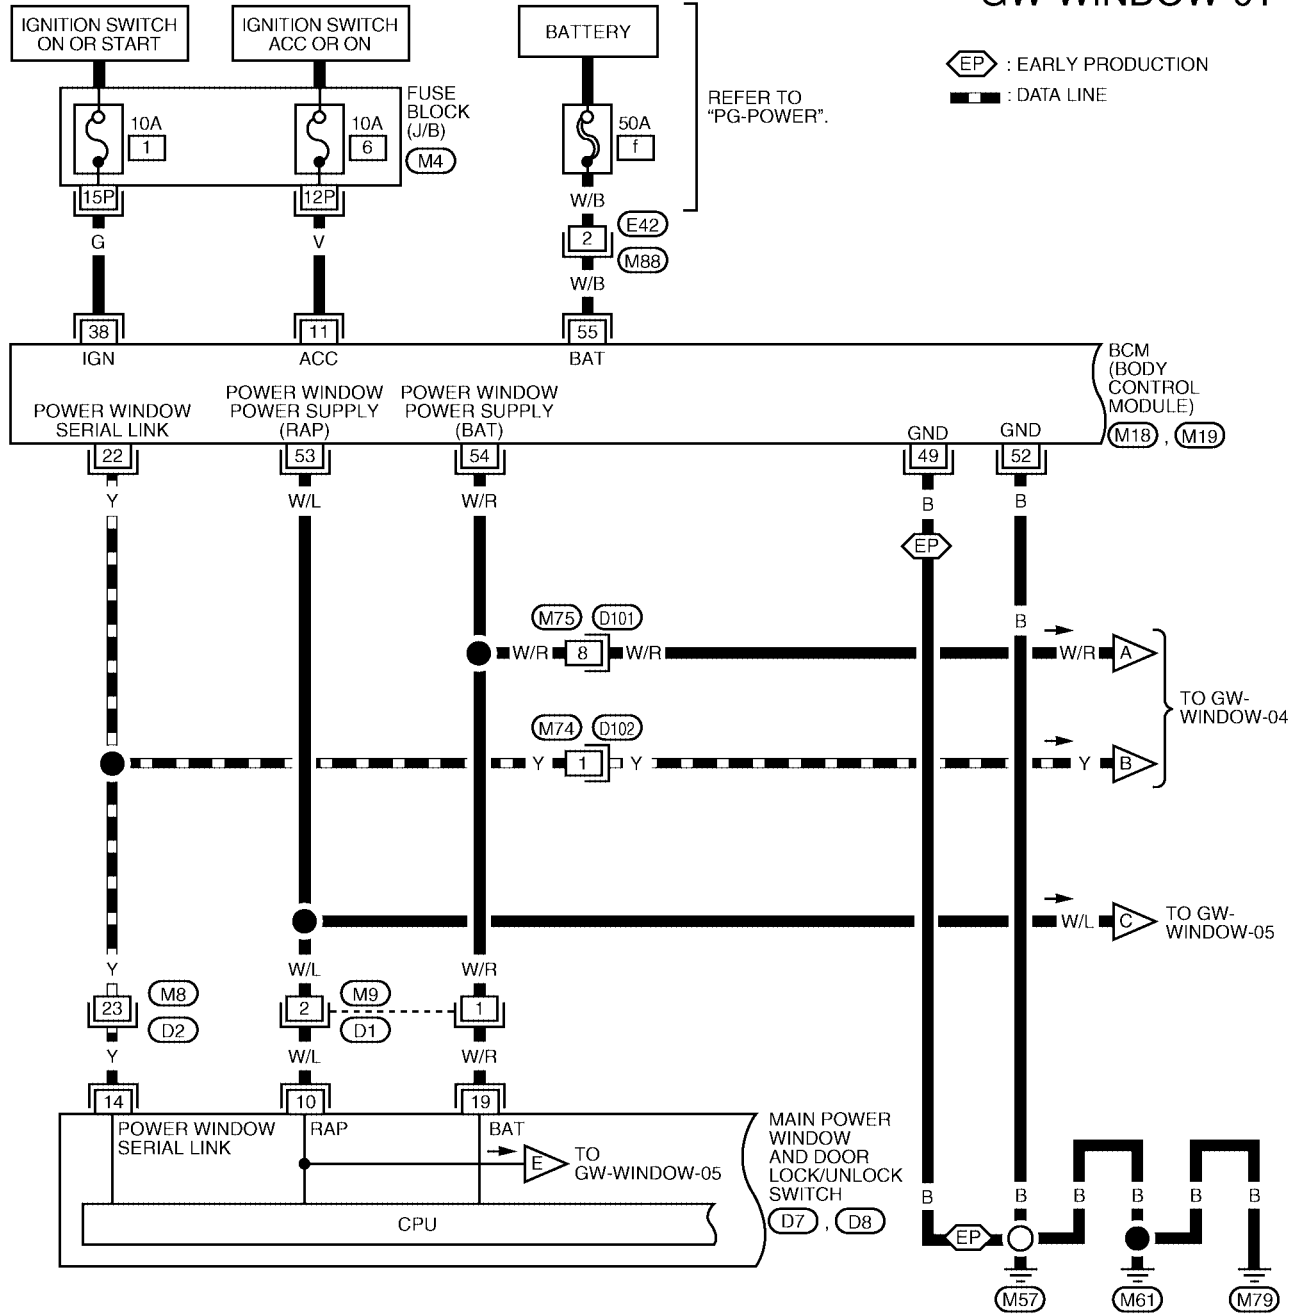 GW-WINDOW-01
IGNITION SWITCH
ON OR START
IGNITION SWITCH
ACC OR ON
BATTERY
EP : EARLY PRODUCTION
: DATA LINE
REFER TO
"PG-POWER".
FUSE
BLOCK
(J/B)
M4
10A
1
10A
6
50A
f
15P
12P
W/B
G
V
2
E42
M88
W/B
38
11
55
IGN
ACC
BAT
BCM
(BODY
CONTROL
MODULE)
M18 , M19
POWER WINDOW
SERIAL LINK
POWER WINDOW
POWER SUPPLY
(RAP)
POWER WINDOW
POWER SUPPLY
(BAT)
GND
GND
22
53
54
49
52
Y
W/L
W/R
B
B
EP
M75 D101
B
W/R 8 W/R
W/R A
M74 D102
Y 1 Y
Y B
TO GW-
WINDOW-04
W/L C
TO GW-
WINDOW-05
Y
W/L
W/R
23
M8
D2
2
M9
D1
1
Y
W/L
W/R
14
10
19
POWER WINDOW
SERIAL LINK
RAP
BAT
E
TO
GW-WINDOW-05
CPU
MAIN POWER
WINDOW
AND DOOR
LOCK/UNLOCK
SWITCH
D7 , D8
B
B
B
B
B
B
EP
M57
M61
M79